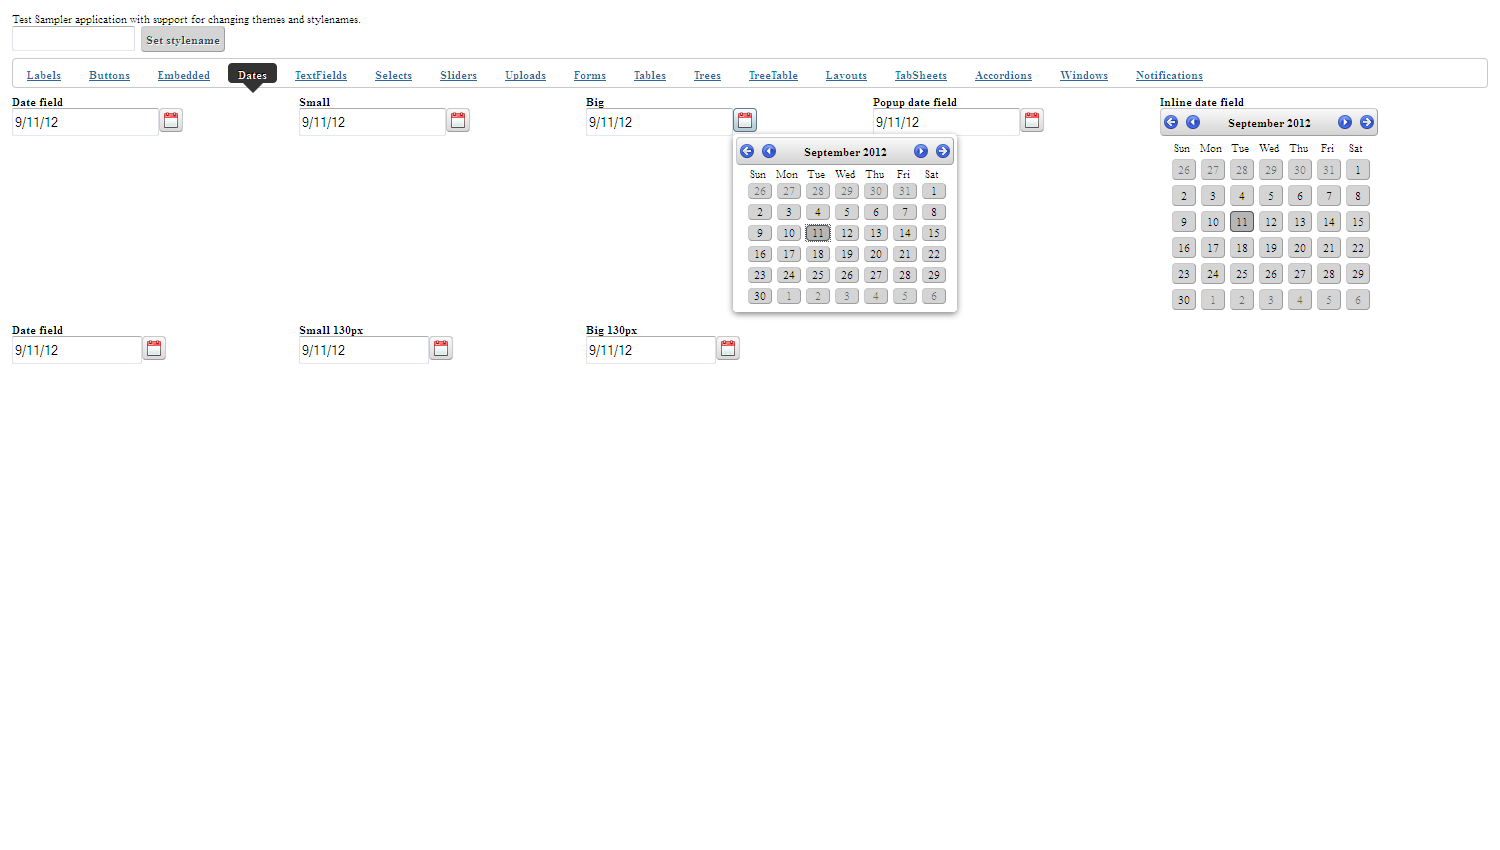 Test Sampler application with support for changing themes and stylenames.
Set stylename
Labels Buttons Embedded Dates TextFields Selects Sliders Uploads Forms Tables Trees TreeTable Layouts TabSheets Accordions Windows Notifications
Date field Small Big Popup date field Inline date field
9/11/12 9/11/12 9/11/12 9/11/12
September 2012
Sun Mon Tue Wed Thu Fri Sat
26 27 28 29 30 31 1
2 3 4 5 6 7 8
9 10 11 12 13 14 15
16 17 18 19 20 21 22
23 24 25 26 27 28 29
30 1 2 3 4 5 6
September 2012
Sun Mon Tue Wed Thu Fri Sat
26 27 28 29 30 31 1
2 3 4 5 6 7 8
9 10 11 12 13 14 15
16 17 18 19 20 21 22
23 24 25 26 27 28 29
30 1 2 3 4 5 6
Date field Small 130px Big 130px
9/11/12 9/11/12 9/11/12